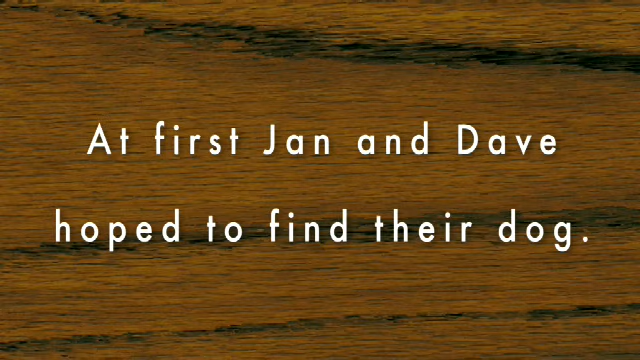 At first Jan and Dave
hoped to find their dog.